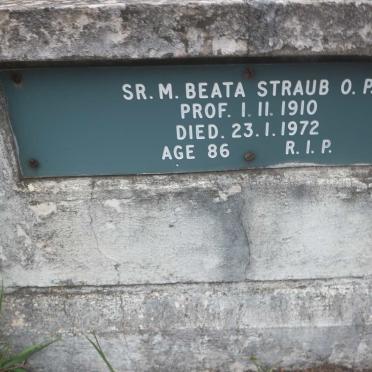 SR. M. BEATA STRAUB O. P.
PROF. 1. 11. 1910
DIED. 23. 1. 1972
AGE 86 R. I. P.